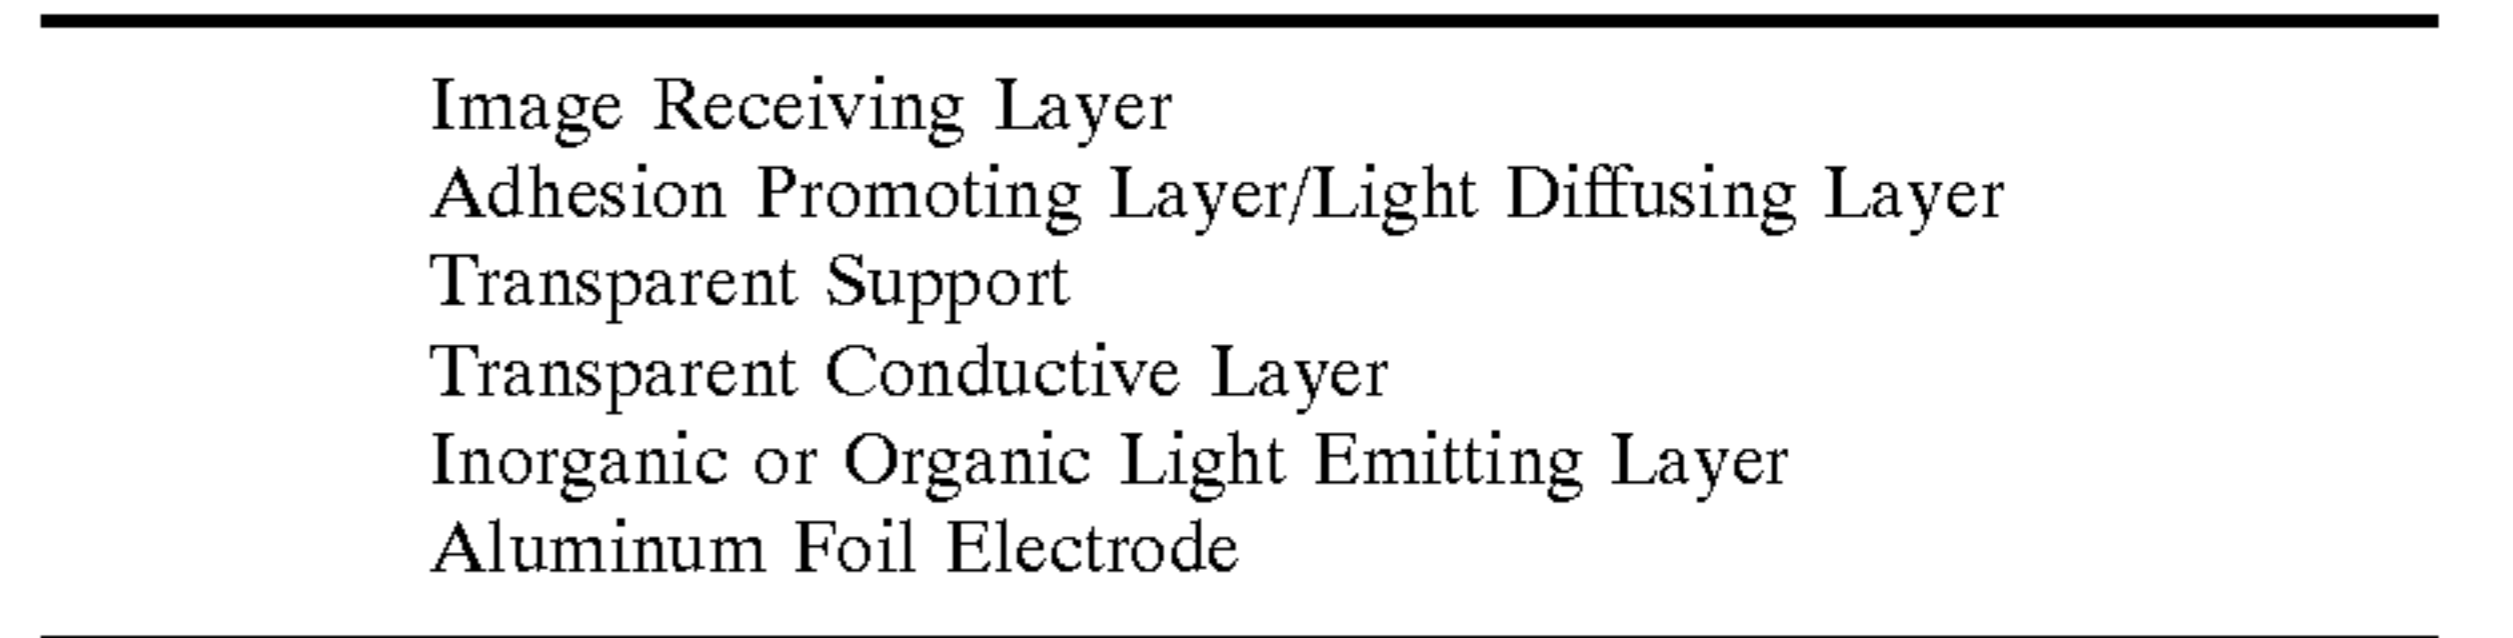 Image Receiving Layer
Adhesion Promoting Layer/Light Diffusing Layer
Transparent Support
Transparent Conductive Layer
Inorganic or Organic Light Emitting Layer
Aluminum Foil Electrode